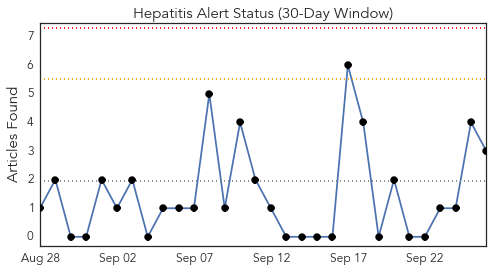 Hepatitis Alert Status (30-Day Window)
Articles Found
7
6
5
4
3
2
1
0
Aug 28 Sep 02 Sep 07 Sep 12 Sep 17 Sep 22